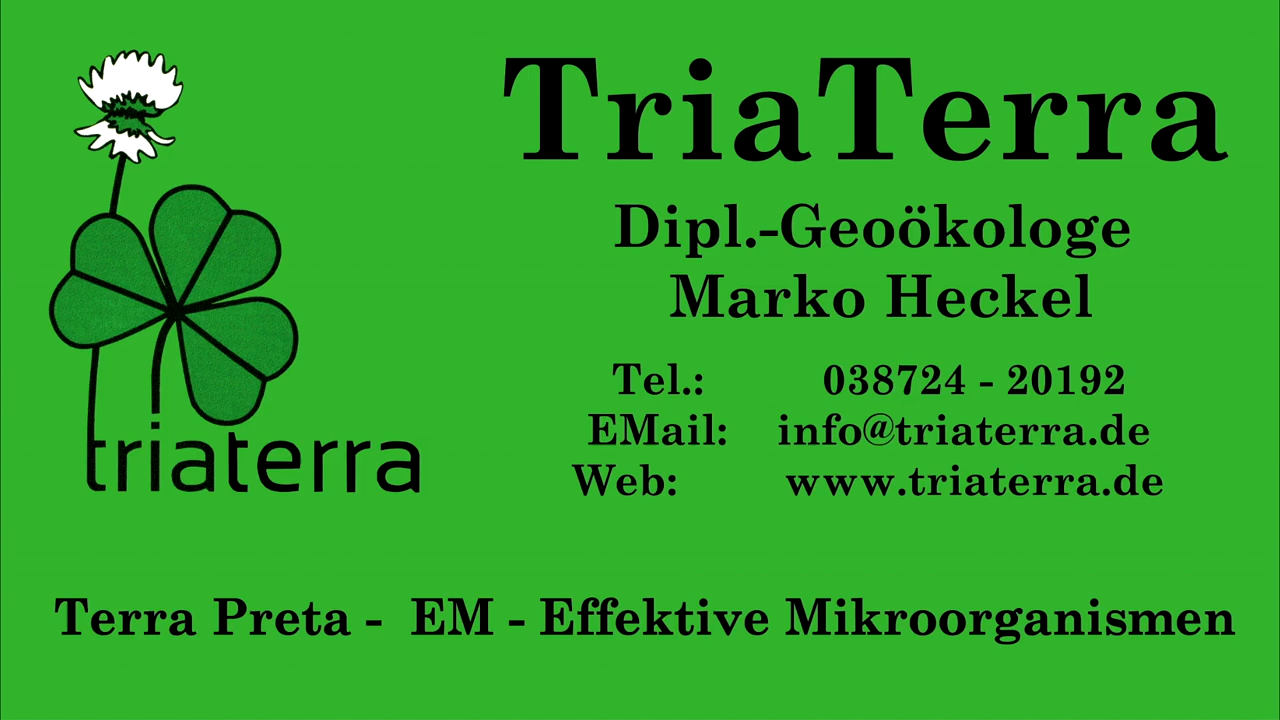 TriaTerra
Dipl.-Geoökologe
Marko Heckel
Tel.: 038724 - 20192
EMail: info@triaterra.de
Web: www.triaterra.de
triaterra
Terra Preta - EM - Effektive Mikroorganismen